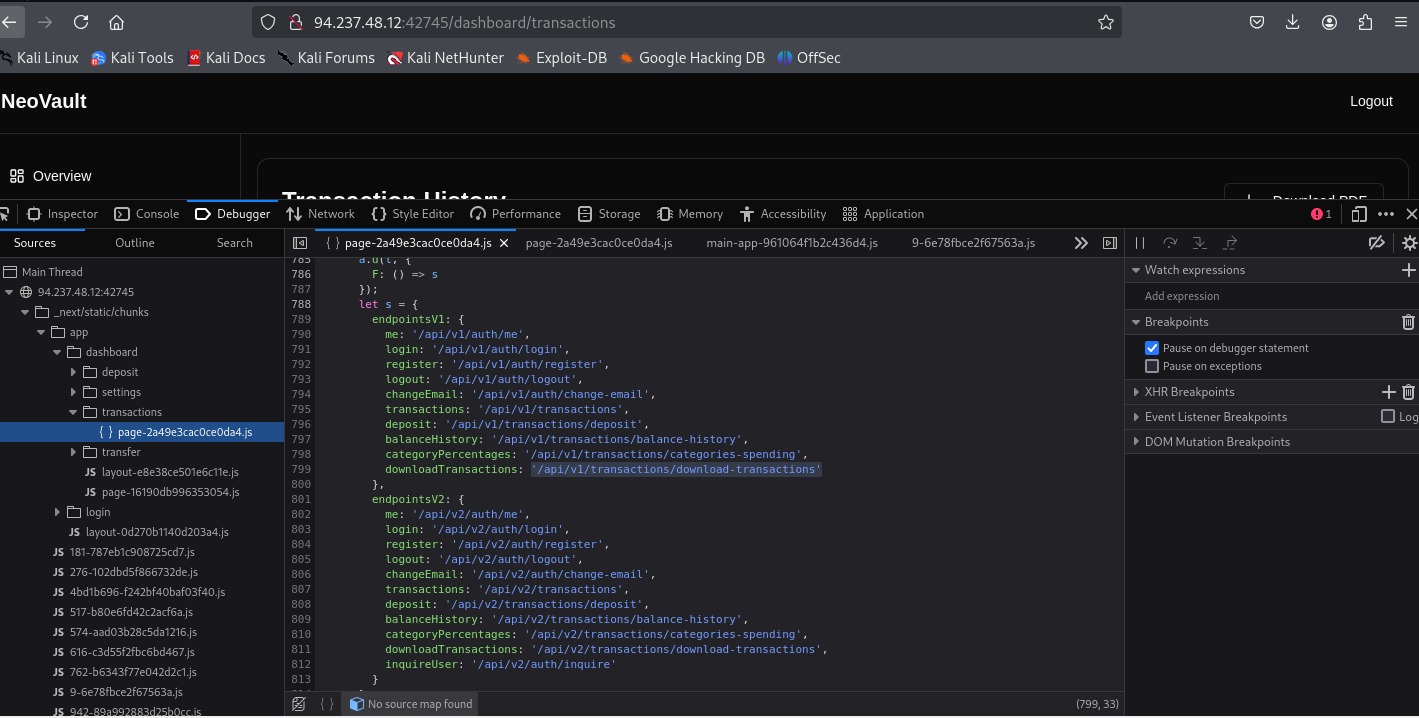 94.237.48.12:42745/dashboard/transactions
Kali Linux Kali Tools Kali Docs Kali Forums Kali NetHunter Exploit-DB Google Hacking DB OffSec
NeoVault Logout
Overview
Transaction History Download PDF
Inspector Console Debugger Network Style Editor Performance Storage Memory Accessibility Application 1
Sources Outline Search
{ } page-2a49e3cac0ce0da4.js page-2a49e3cac0ce0da4.js main-app-961064f1b2c436d4.js 9-6e78fbce2f67563a.js
Main Thread
94.237.48.12:42745
_next/static/chunks
app
dashboard
deposit
settings
transactions
{ } page-2a49e3cac0ce0da4.js
transfer
JS layout-e8e38ce501e6c11e.js
JS page-16190db996353054.js
login
JS layout-0d270b1140d203a4.js
JS 181-787eb1c908725cd7.js
JS 276-102dbd5f866732de.js
JS 4bd1b696-f242bf40baf03f40.js
JS 517-b80e6fd42c2acf6a.js
JS 574-aad03b28c5da1216.js
JS 616-c3d55f2fbc6bd467.js
JS 762-b6343f77e042d2c1.js
JS 9-6e78fbce2f67563a.js
JS 942-89a992883d25b0cc.js
785 a.d(t, {
786 F: () => s
787 });
788 let s = {
789 endpointsV1: {
790 me: '/api/v1/auth/me',
791 login: '/api/v1/auth/login',
792 register: '/api/v1/auth/register',
793 logout: '/api/v1/auth/logout',
794 changeEmail: '/api/v1/auth/change-email',
795 transactions: '/api/v1/transactions',
796 deposit: '/api/v1/transactions/deposit',
797 balanceHistory: '/api/v1/transactions/balance-history',
798 categoryPercentages: '/api/v1/transactions/categories-spending',
799 downloadTransactions: '/api/v1/transactions/download-transactions'
800 },
801 endpointsV2: {
802 me: '/api/v2/auth/me',
803 login: '/api/v2/auth/login',
804 register: '/api/v2/auth/register',
805 logout: '/api/v2/auth/logout',
806 changeEmail: '/api/v2/auth/change-email',
807 transactions: '/api/v2/transactions',
808 deposit: '/api/v2/transactions/deposit',
809 balanceHistory: '/api/v2/transactions/balance-history',
810 categoryPercentages: '/api/v2/transactions/categories-spending',
811 downloadTransactions: '/api/v2/transactions/download-transactions',
812 inquireUser: '/api/v2/auth/inquire'
813 }
{ } No source map found (799, 33)
Watch expressions
Add expression
Breakpoints
Pause on debugger statement
Pause on exceptions
XHR Breakpoints
Event Listener Breakpoints Log
DOM Mutation Breakpoints